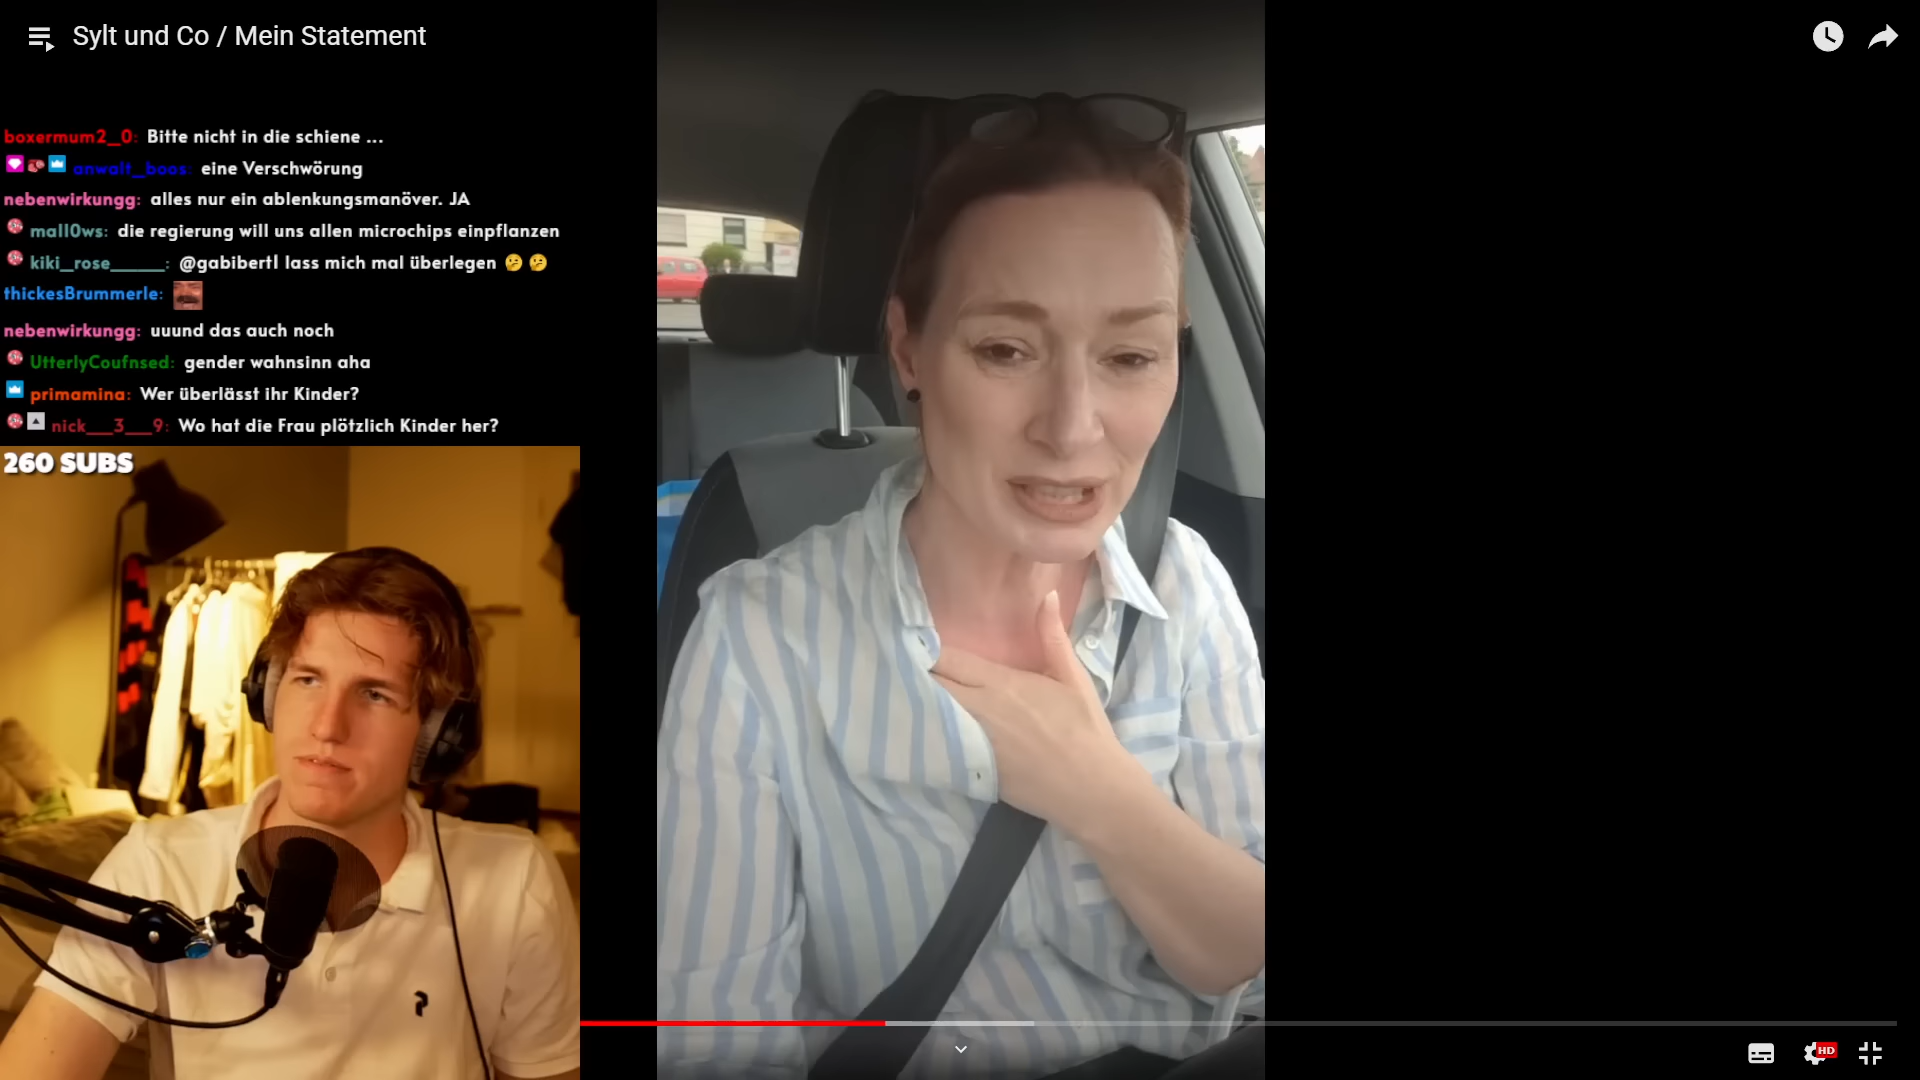 Sylt und Co / Mein Statement
boxermum2_0: Bitte nicht in die schiene ...
anwalt_boos: eine Verschwörung
nebenwirkungg: alles nur ein ablenkungsmanöver. JA
mall0ws: die regierung will uns allen microchips einpflanzen
kiki_rose_____: @gabibertl lass mich mal überlegen 🤔 🤔
thickesBrummerle:
nebenwirkungg: uuund das auch noch
UtterlyCoufnsed: gender wahnsinn aha
primamina: Wer überlässt ihr Kinder?
nick__3__9: Wo hat die Frau plötzlich Kinder her?
260 SUBS
HD